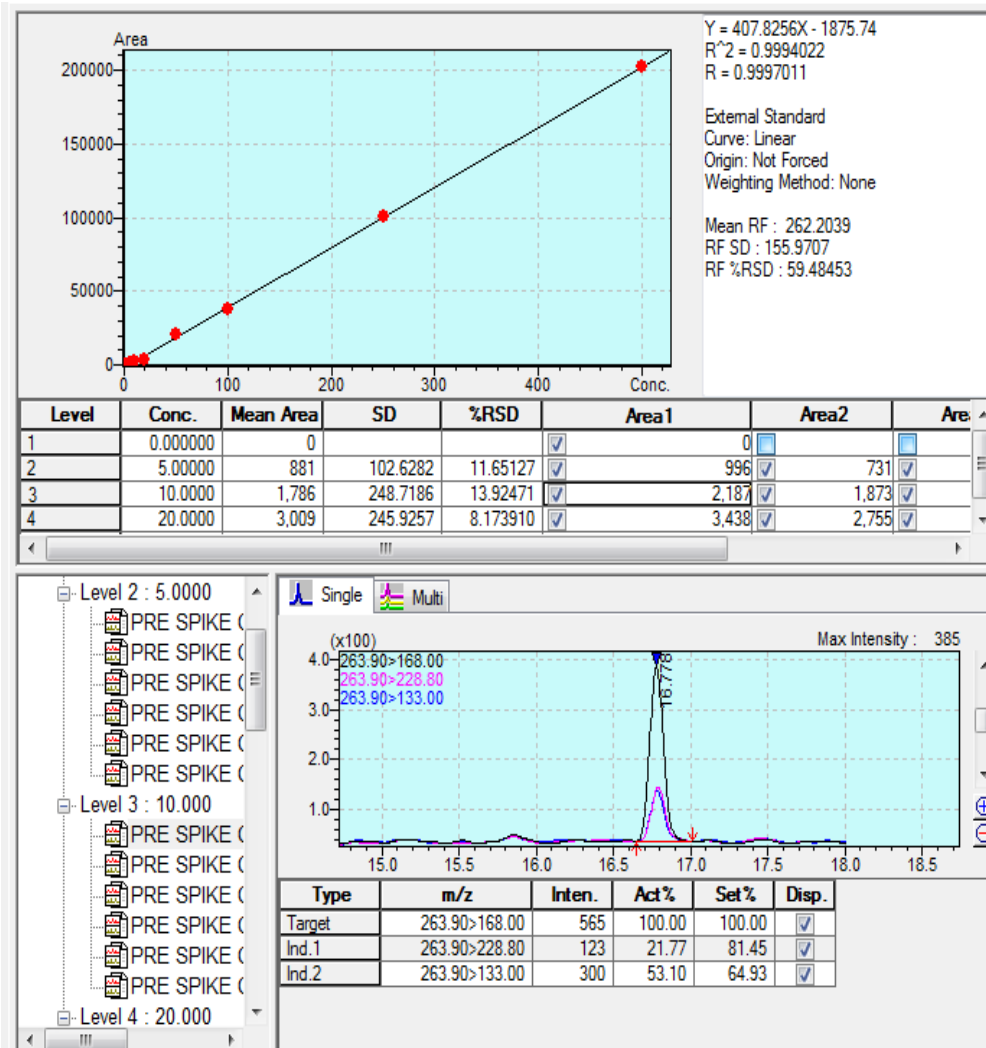 Area
200000
150000
100000
50000
0
0 100 200 300 400 Conc.
Y = 407.8256X - 1875.74
R^2 = 0.9994022
R = 0.9997011
External Standard
Curve: Linear
Origin: Not Forced
Weighting Method: None
Mean RF : 262.2039
RF SD : 155.9707
RF %RSD : 59.48453
Level Conc. Mean Area SD %RSD Area1 Area2 Are
1 0.000000 0 0
2 5.00000 881 102.6282 11.65127 996 731
3 10.0000 1,786 248.7186 13.92471 2,187 1,873
4 20.0000 3,009 245.9257 8.173910 3,438 2,755
Level 2 : 5.0000
PRE SPIKE (
PRE SPIKE (
PRE SPIKE (
PRE SPIKE (
PRE SPIKE (
PRE SPIKE (
Level 3 : 10.000
PRE SPIKE (
PRE SPIKE (
PRE SPIKE (
PRE SPIKE (
PRE SPIKE (
PRE SPIKE (
Level 4 : 20.000
Single Multi
(x100) Max Intensity : 385
263.90>168.00
263.90>228.80
263.90>133.00
16.778
4.0
3.0
2.0
1.0
15.0 15.5 16.0 16.5 17.0 17.5 18.0 18.5
Type m/z Inten. Act% Set% Disp.
Target 263.90>168.00 565 100.00 100.00
Ind.1 263.90>228.80 123 21.77 81.45
Ind.2 263.90>133.00 300 53.10 64.93